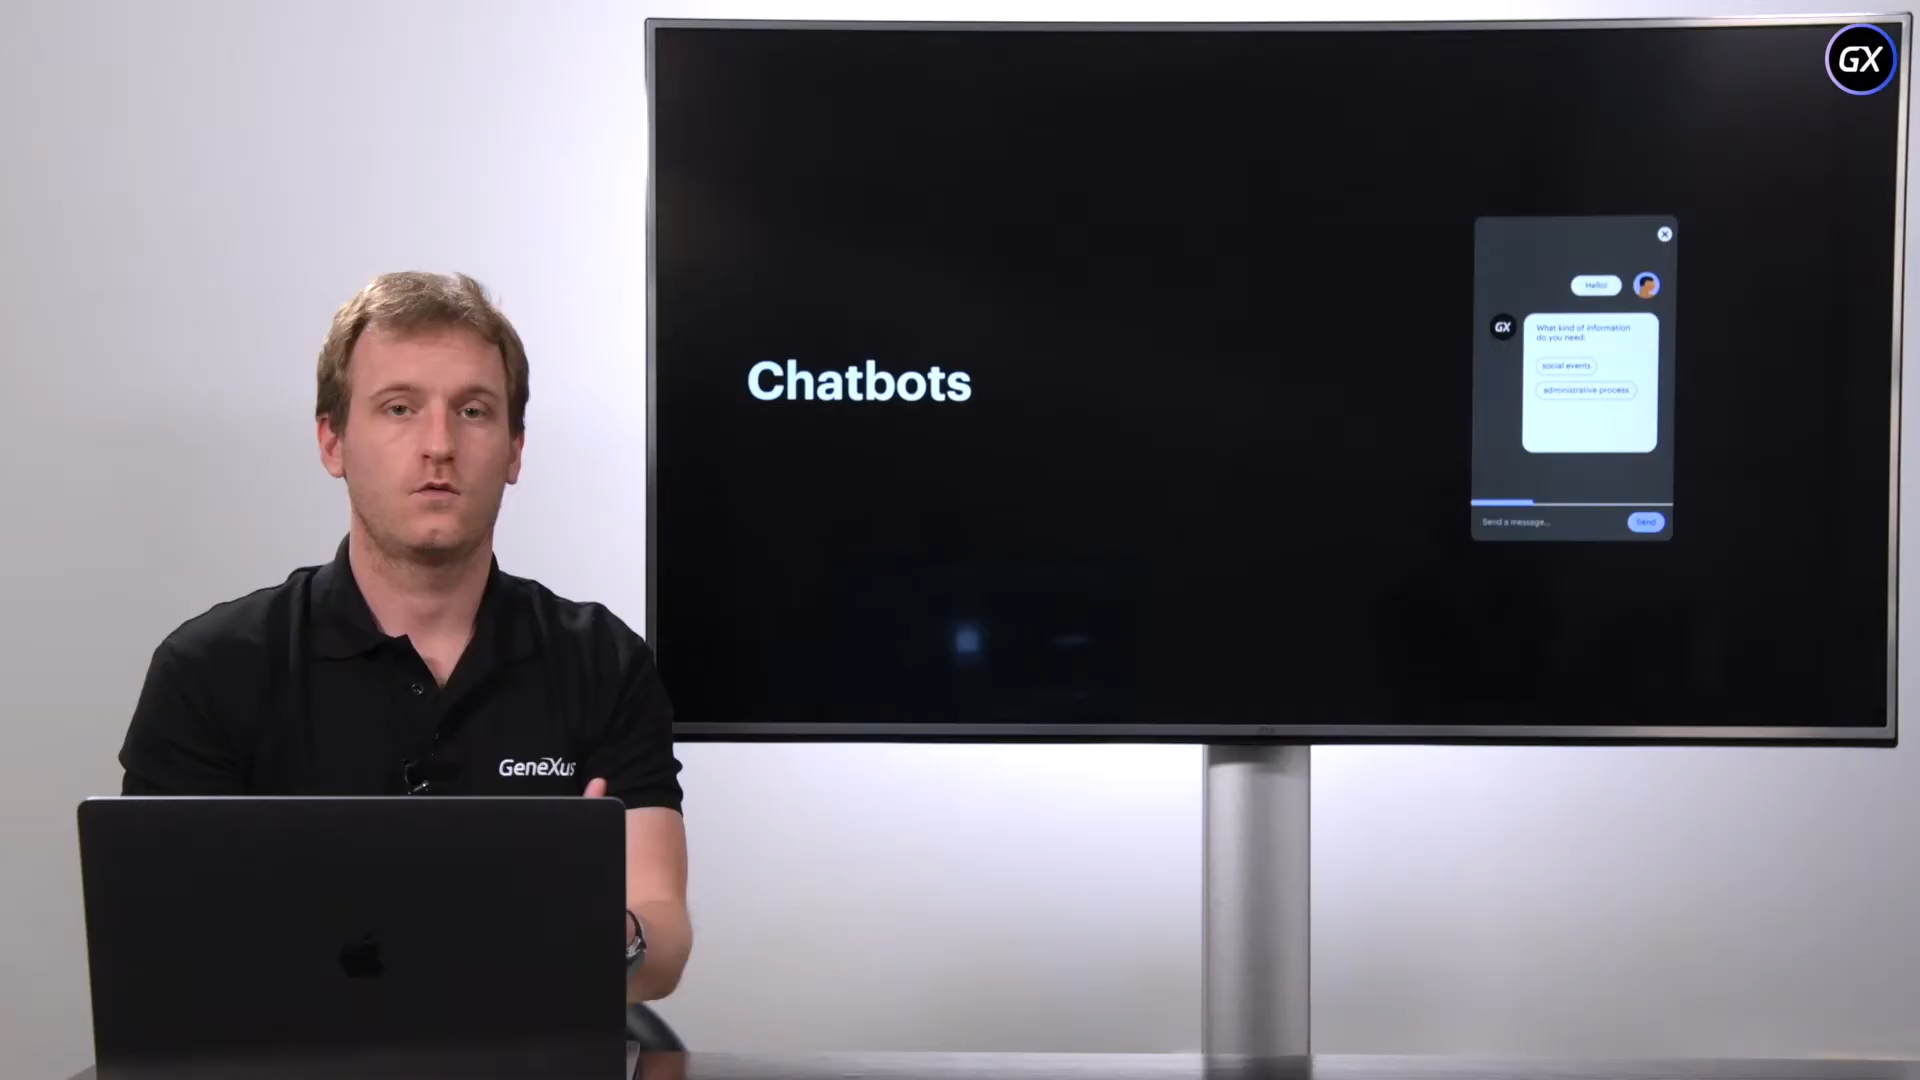 GX
Chatbots
Hello!
GX
What kind of information
do you need:
social events
administrative process
Send a message...
Send
GeneXus